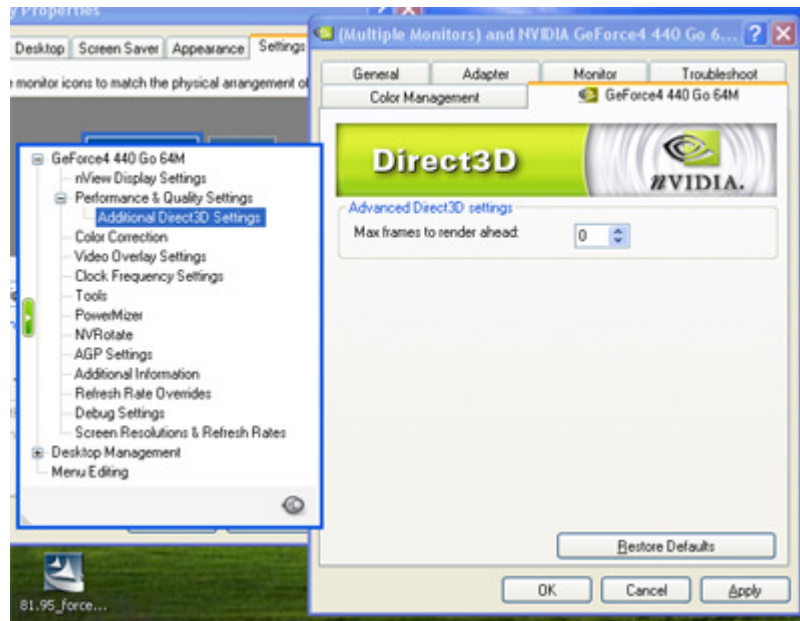 y Properties
Desktop Screen Saver Appearance Settings
monitor icons to match the physical arrangement of
GeForce4 440 Go 64M
nView Display Settings
Performance & Quality Settings
Additional Direct3D Settings
Color Correction
Video Overlay Settings
Clock Frequency Settings
Tools
PowerMizer
NVRotate
AGP Settings
Additional Information
Refresh Rate Overrides
Debug Settings
Screen Resolutions & Refresh Rates
Desktop Management
Menu Editing
81.95_force...
(Multiple Monitors) and NVIDIA GeForce4 440 Go 6...
General Adapter Monitor Troubleshoot
Color Management GeForce4 440 Go 64M
Direct3D
nVIDIA.
Advanced Direct3D settings
Max frames to render ahead: 0
Restore Defaults
OK Cancel Apply